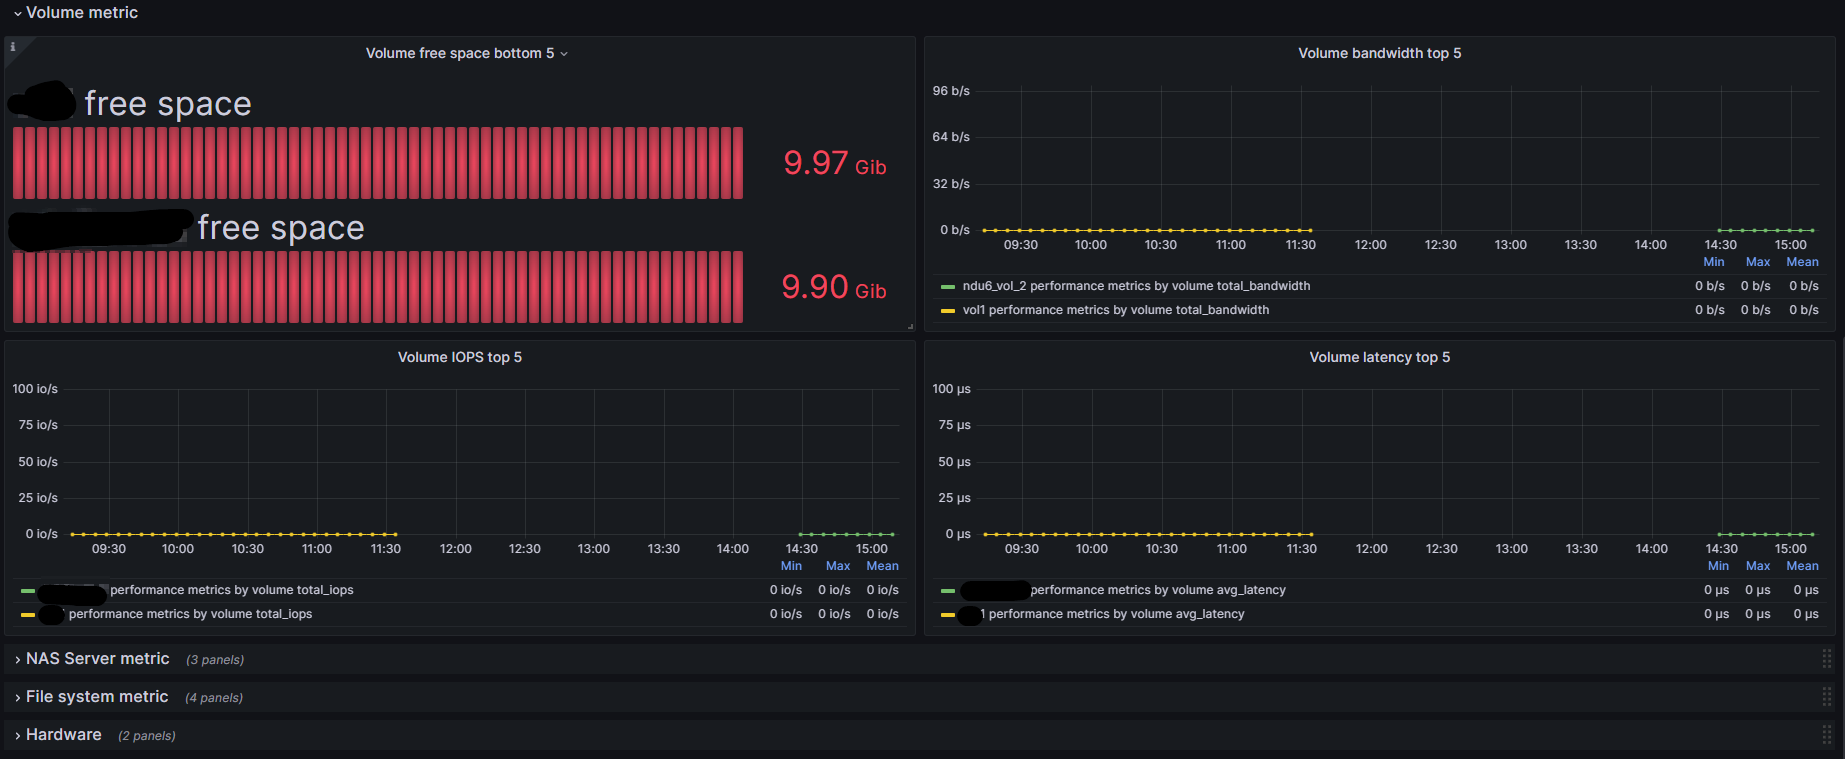 Volume metric
Volume free space bottom 5
free space
9.97 Gib
free space
9.90 Gib
Volume bandwidth top 5
96 b/s
64 b/s
32 b/s
0 b/s
09:30 10:00 10:30 11:00 11:30 12:00 12:30 13:00 13:30 14:00 14:30 15:00
Min Max Mean
ndu6_vol_2 performance metrics by volume total_bandwidth 0 b/s 0 b/s 0 b/s
vol1 performance metrics by volume total_bandwidth 0 b/s 0 b/s 0 b/s
Volume IOPS top 5
100 io/s
75 io/s
50 io/s
25 io/s
0 io/s
09:30 10:00 10:30 11:00 11:30 12:00 12:30 13:00 13:30 14:00 14:30 15:00
Min Max Mean
performance metrics by volume total_iops 0 io/s 0 io/s 0 io/s
performance metrics by volume total_iops 0 io/s 0 io/s 0 io/s
Volume latency top 5
100 µs
75 µs
50 µs
25 µs
0 µs
09:30 10:00 10:30 11:00 11:30 12:00 12:30 13:00 13:30 14:00 14:30 15:00
Min Max Mean
performance metrics by volume avg_latency 0 µs 0 µs 0 µs
1 performance metrics by volume avg_latency 0 µs 0 µs 0 µs
NAS Server metric (3 panels)
File system metric (4 panels)
Hardware (2 panels)